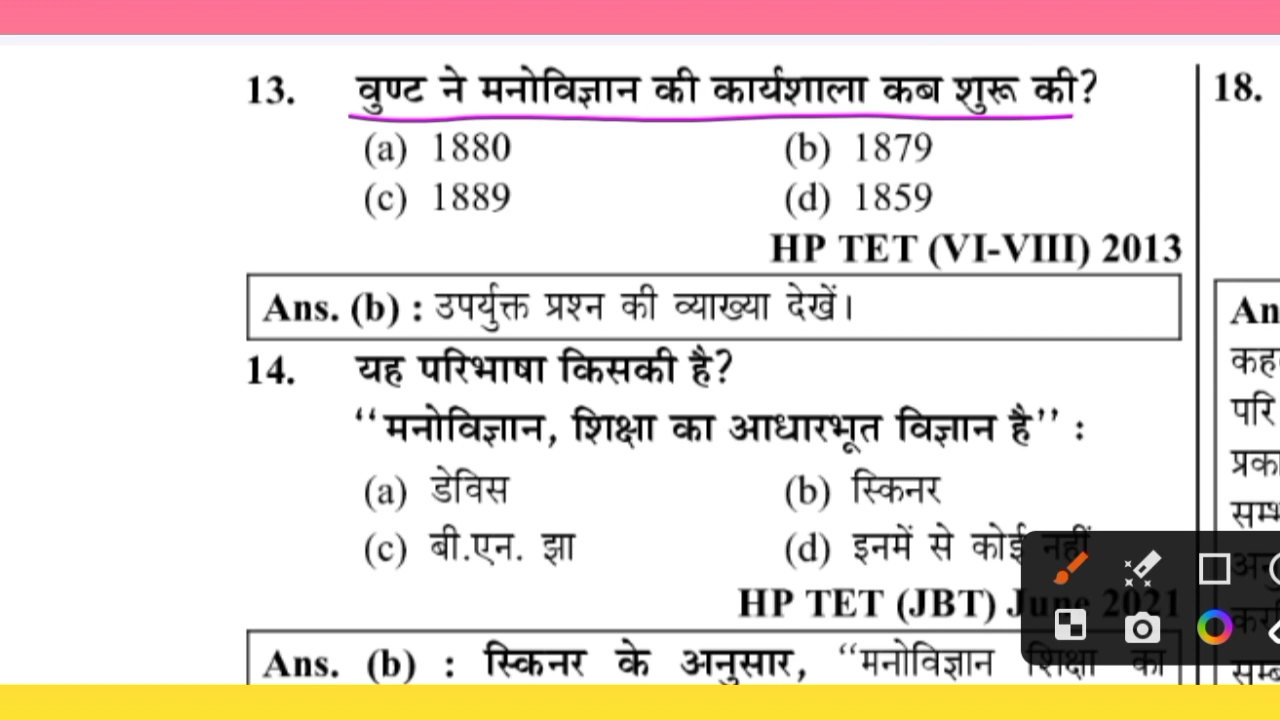 13. वुण्ट ने मनोविज्ञान की कार्यशाला कब शुरू की?
(a) 1880 (b) 1879
(c) 1889 (d) 1859
HP TET (VI-VIII) 2013
Ans. (b) : उपर्युक्त प्रश्न की व्याख्या देखें।
14. यह परिभाषा किसकी है?
‘‘मनोविज्ञान, शिक्षा का आधारभूत विज्ञान है’’ :
(a) डेविस (b) स्किनर
(c) बी.एन. झा (d) इनमें से कोई नहीं
HP TET (JBT) June 2021
Ans. (b) : स्किनर के अनुसार, ‘‘मनोविज्ञान शिक्षा का
18.
An
कह
परि
प्रका